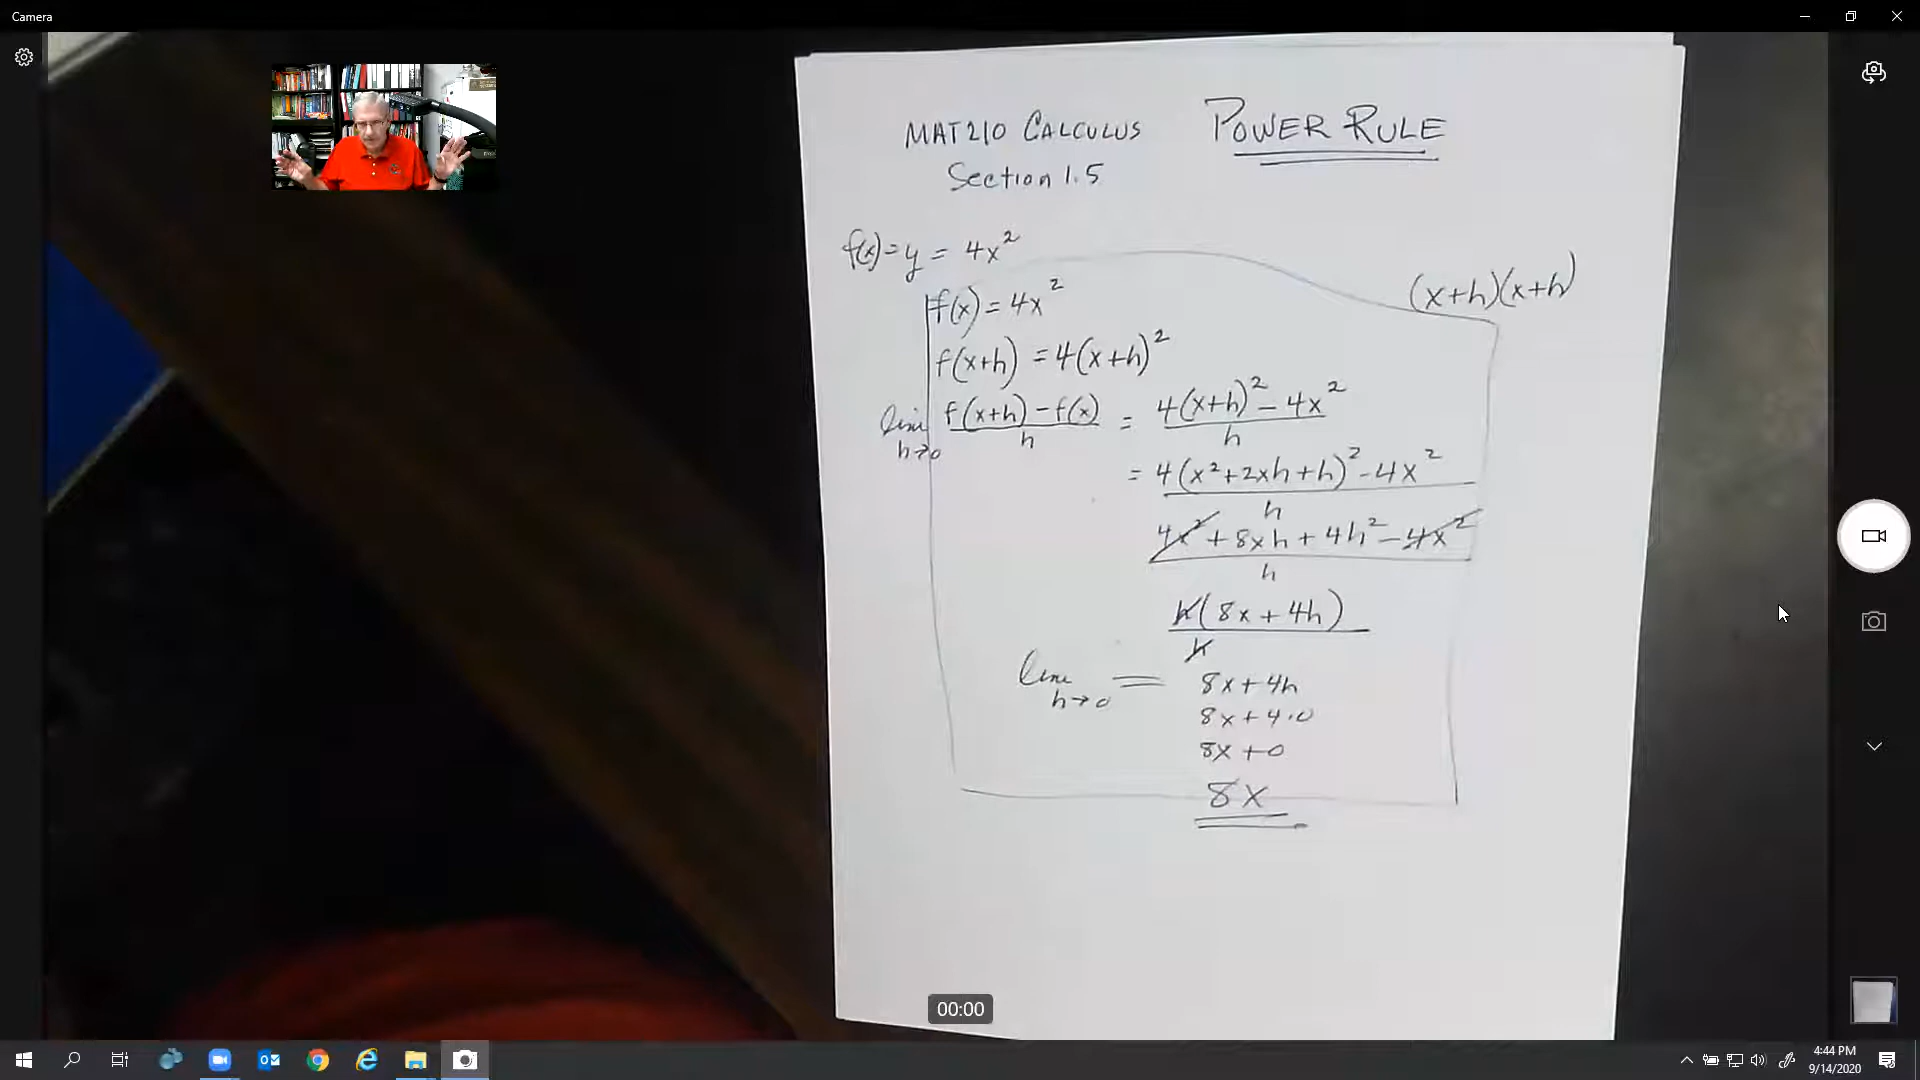 Camera
MAT210 CALCULUS POWER RULE
Section 1.5
f(x)=y = 4x²
(x+h)(x+h)
f(x) = 4x²
f(x+h) = 4(x+h)²
lim h→0 f(x+h) - f(x) / h = 4(x+h)² - 4x² / h
= 4(x²+2xh+h)² - 4x² / h
4x² + 8xh + 4h² - 4x² / h
h(8x + 4h) / h
lim h→0 = 8x + 4h
8x + 4·0
8x + 0
8x
00:00
4:44 PM
9/14/2020